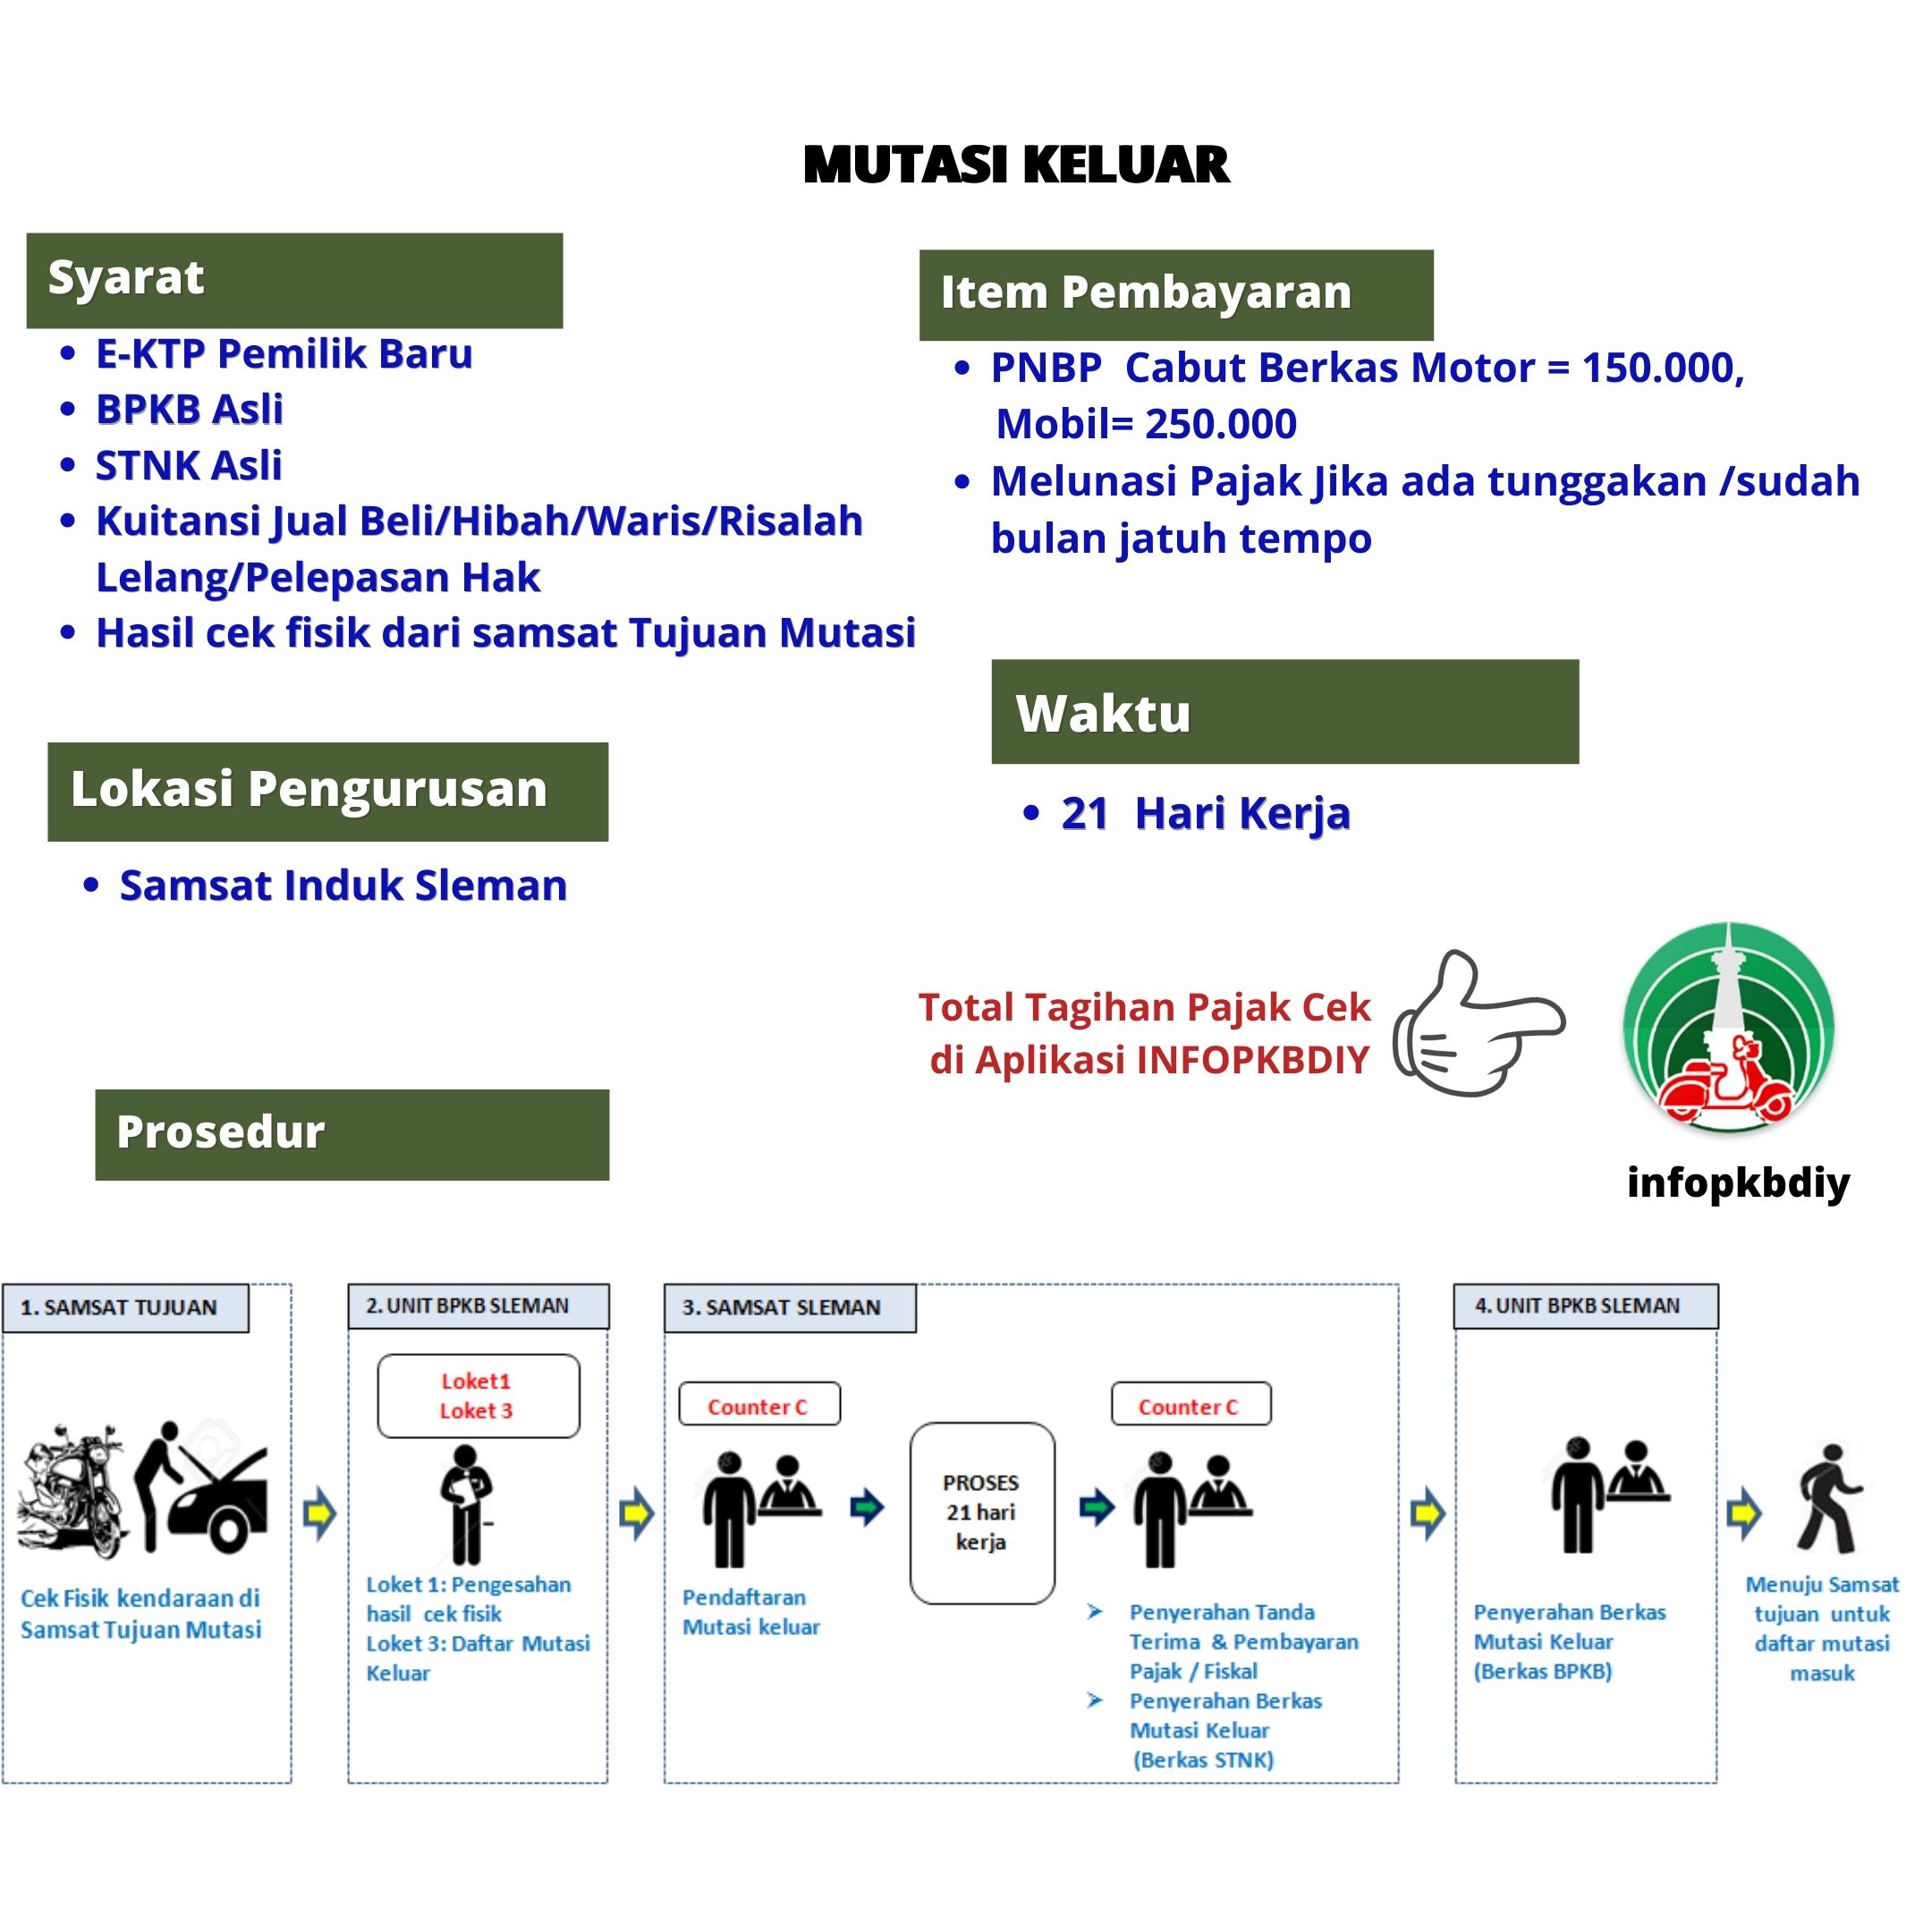 MUTASI KELUAR
Syarat
• E-KTP Pemilik Baru
• BPKB Asli
• STNK Asli
• Kuitansi Jual Beli/Hibah/Waris/Risalah
Lelang/Pelepasan Hak
• Hasil cek fisik dari samsat Tujuan Mutasi
Item Pembayaran
• PNBP Cabut Berkas Motor = 150.000,
Mobil= 250.000
• Melunasi Pajak Jika ada tunggakan /sudah
bulan jatuh tempo
Lokasi Pengurusan
• Samsat Induk Sleman
Waktu
• 21 Hari Kerja
Total Tagihan Pajak Cek
di Aplikasi INFOPKBDIY
infopkbdiy
Prosedur
1. SAMSAT TUJUAN
Cek Fisik kendaraan di
Samsat Tujuan Mutasi
2. UNIT BPKB SLEMAN
Loket1
Loket 3
Loket 1: Pengesahan
hasil cek fisik
Loket 3: Daftar Mutasi
Keluar
3. SAMSAT SLEMAN
Counter C
Pendaftaran
Mutasi keluar
PROSES
21 hari
kerja
Counter C
➢ Penyerahan Tanda
Terima & Pembayaran
Pajak / Fiskal
➢ Penyerahan Berkas
Mutasi Keluar
(Berkas STNK)
4. UNIT BPKB SLEMAN
Penyerahan Berkas
Mutasi Keluar
(Berkas BPKB)
Menuju Samsat
tujuan untuk
daftar mutasi
masuk